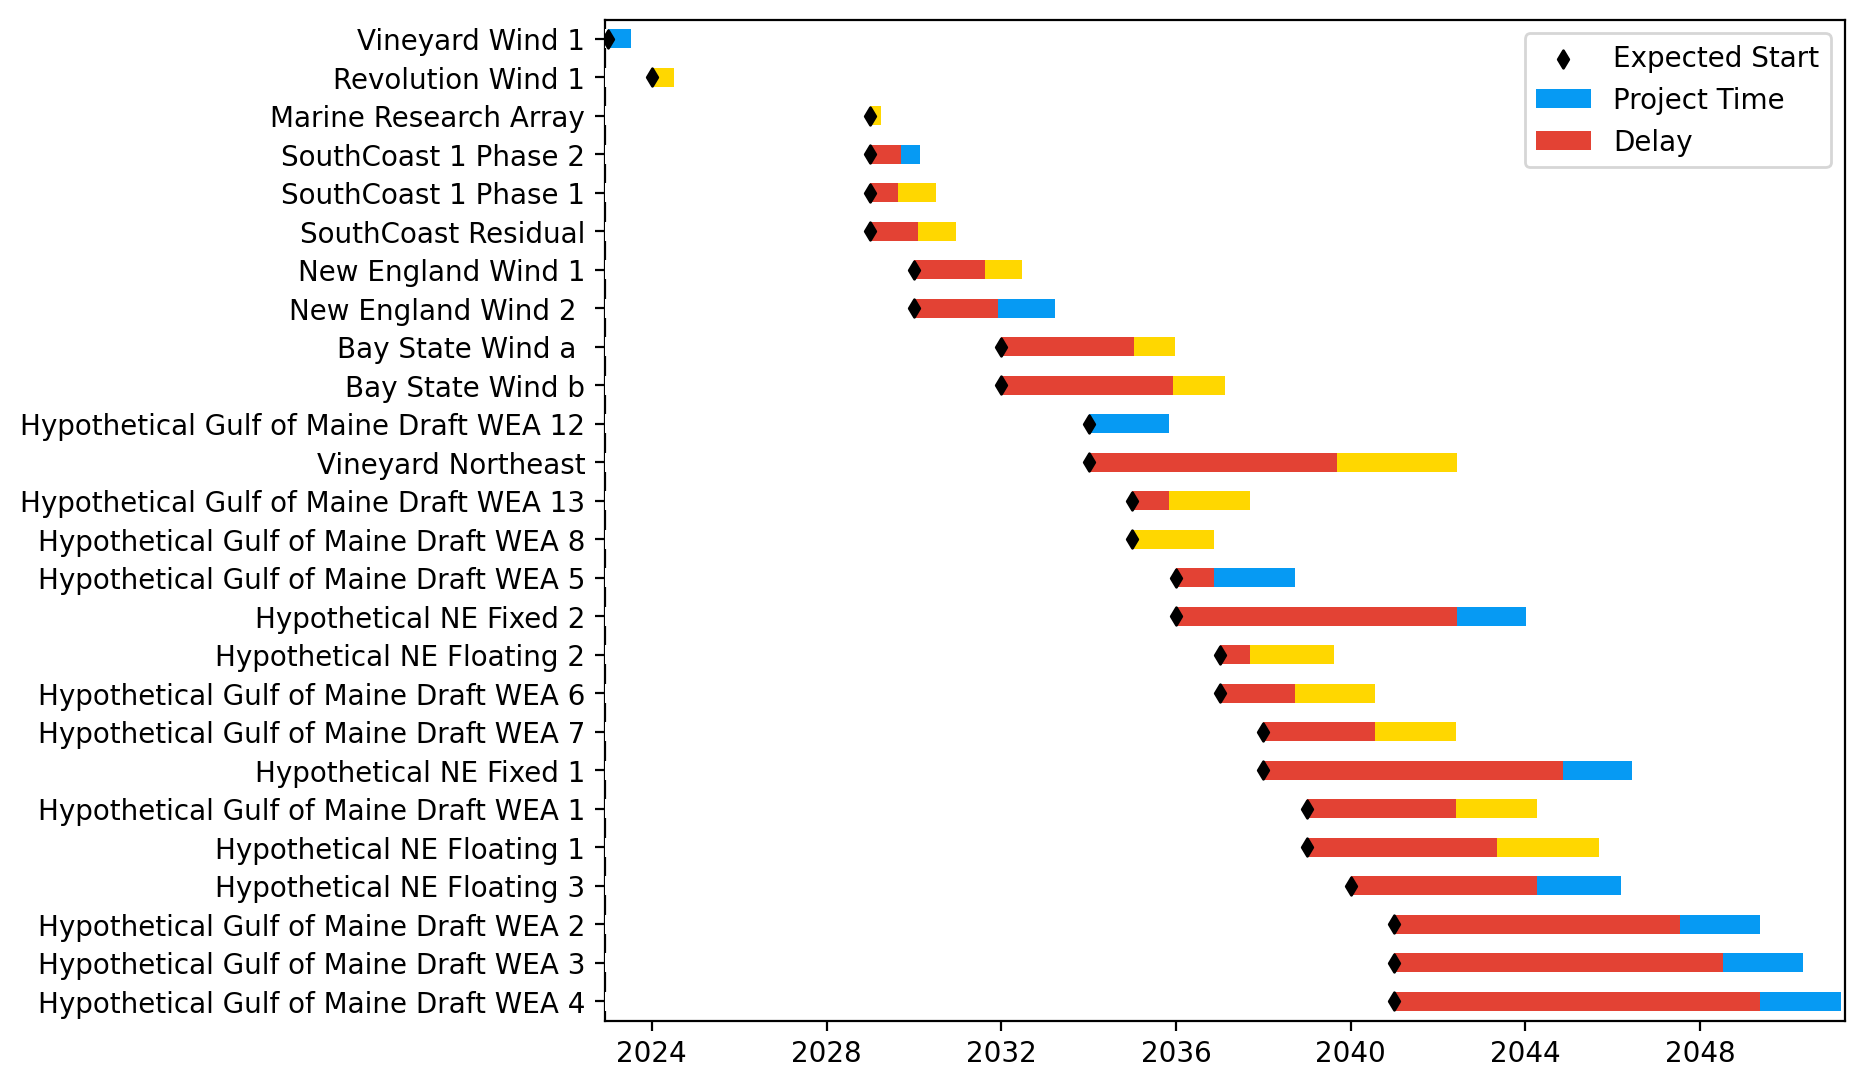 Vineyard Wind 1
Revolution Wind 1
Marine Research Array
SouthCoast 1 Phase 2
SouthCoast 1 Phase 1
SouthCoast Residual
New England Wind 1
New England Wind 2
Bay State Wind a
Bay State Wind b
Hypothetical Gulf of Maine Draft WEA 12
Vineyard Northeast
Hypothetical Gulf of Maine Draft WEA 13
Hypothetical Gulf of Maine Draft WEA 8
Hypothetical Gulf of Maine Draft WEA 5
Hypothetical NE Fixed 2
Hypothetical NE Floating 2
Hypothetical Gulf of Maine Draft WEA 6
Hypothetical Gulf of Maine Draft WEA 7
Hypothetical NE Fixed 1
Hypothetical Gulf of Maine Draft WEA 1
Hypothetical NE Floating 1
Hypothetical NE Floating 3
Hypothetical Gulf of Maine Draft WEA 2
Hypothetical Gulf of Maine Draft WEA 3
Hypothetical Gulf of Maine Draft WEA 4
Expected Start
Project Time
Delay
2024 2028 2032 2036 2040 2044 2048